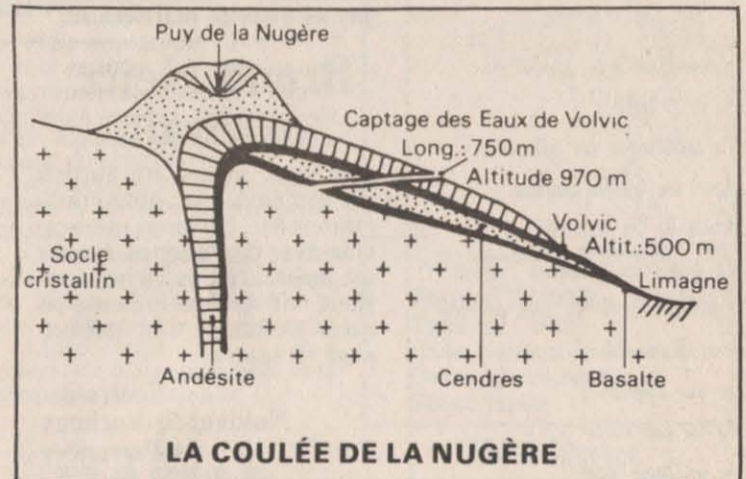 Puy de la Nugère
Captage des Eaux de Volvic
Long.: 750 m
Altitude 970 m
Volvic
Altit.:500 m
Limagne
Socle
cristallin
Andésite
Cendres
Basalte
LA COULÉE DE LA NUGÈRE